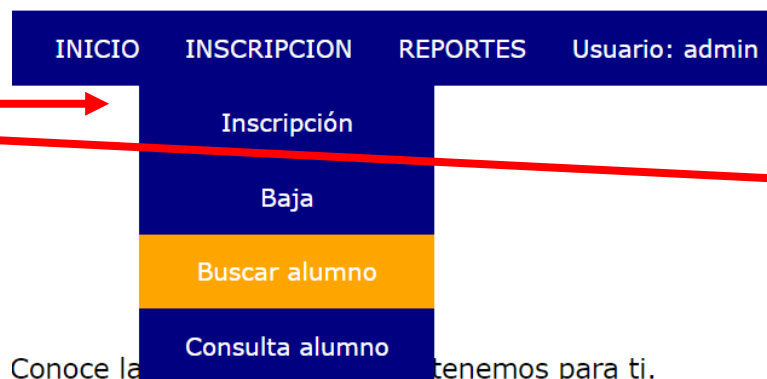 INICIO INSCRIPCION REPORTES Usuario: admin
Inscripción
Baja
Buscar alumno
Consulta alumno
Conoce la tenemos para ti.